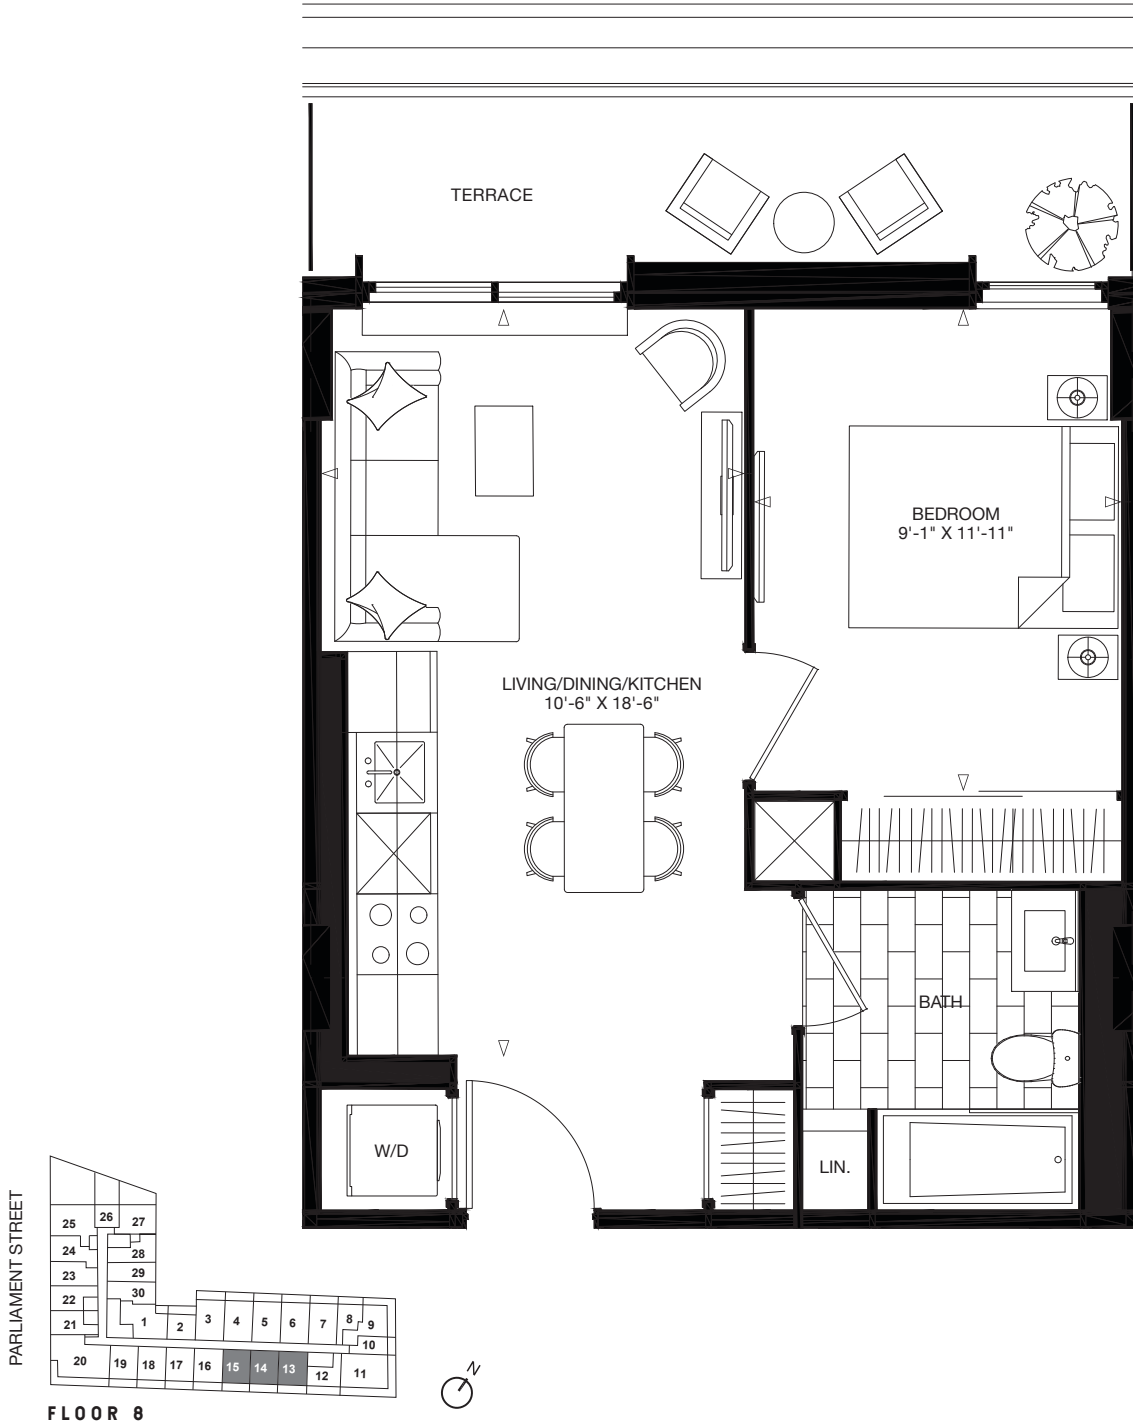 TERRACE
BEDROOM
9'-1" X 11'-11"
LIVING/DINING/KITCHEN
10'-6" X 18'-6"
BATH
W/D
LIN.
PARLIAMENT STREET
25
26
27
24
28
23
29
22
30
21
1
2
3
4
5
6
7
8
9
10
20
19
18
17
16
15
14
13
12
11
N
FLOOR 8